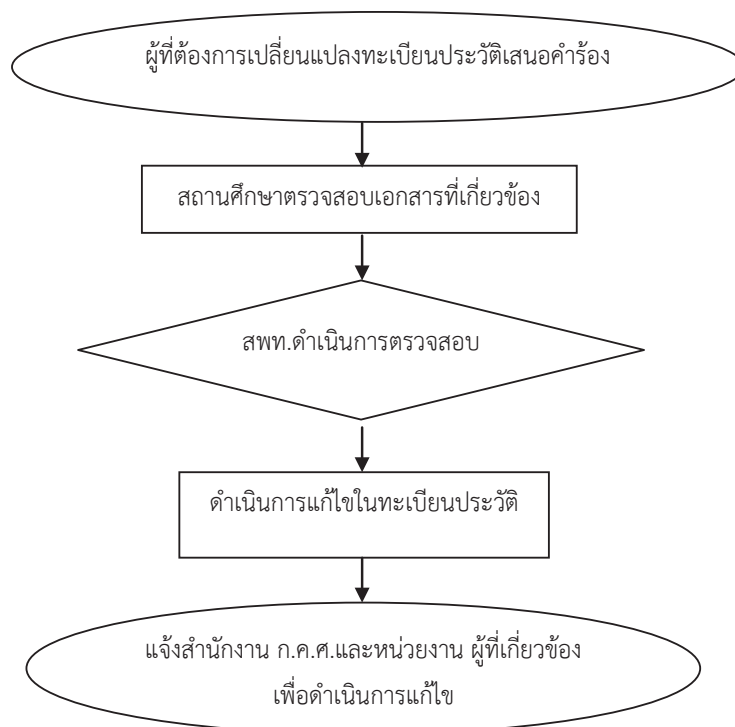 ผู้ที่ต้องการเปลี่ยนแปลงทะเบียนประวัติเสนอคำร้อง
สถานศึกษาตรวจสอบเอกสารที่เกี่ยวข้อง
สพท.ดำเนินการตรวจสอบ
ดำเนินการแก้ไขในทะเบียนประวัติ
แจ้งสำนักงาน ก.ค.ศ.และหน่วยงาน ผู้ที่เกี่ยวข้อง
เพื่อดำเนินการแก้ไข